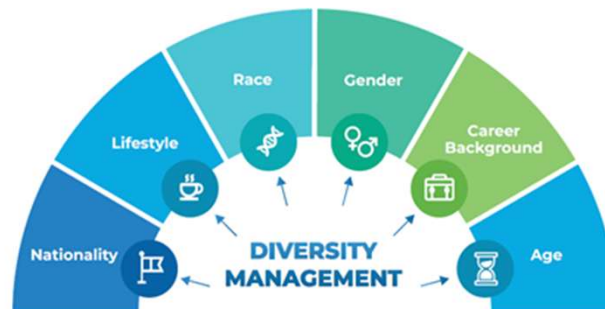 Race
Gender
Lifestyle
Career
Background
Nationality
Age
DIVERSITY
MANAGEMENT